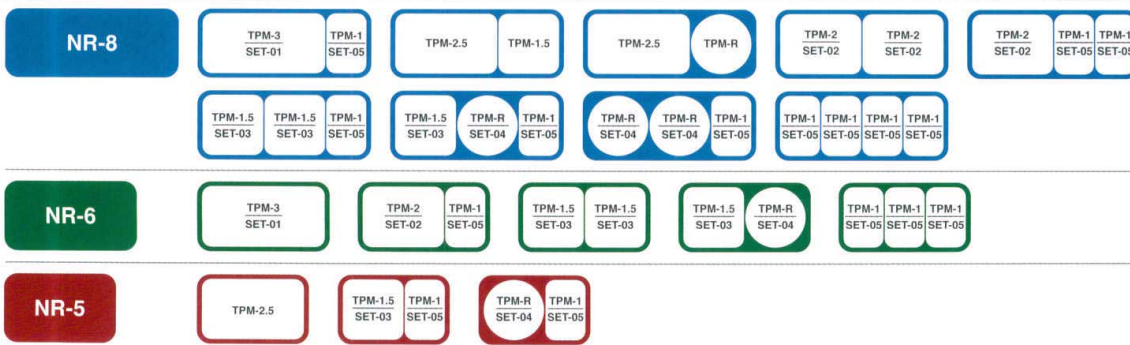 NR-8
TPM-3
SET-01
TPM-1
SET-05
TPM-2.5
TPM-1.5
TPM-2.5
TPM-R
TPM-2
SET-02
TPM-2
SET-02
TPM-2
SET-02
TPM-1
SET-05
TPM-1
SET-05
TPM-1.5
SET-03
TPM-1.5
SET-03
TPM-1
SET-05
TPM-1.5
SET-03
TPM-R
SET-04
TPM-1
SET-05
TPM-R
SET-04
TPM-R
SET-04
TPM-1
SET-05
TPM-1
SET-05
TPM-1
SET-05
TPM-1
SET-05
TPM-1
SET-05
NR-6
TPM-3
SET-01
TPM-2
SET-02
TPM-1
SET-05
TPM-1.5
SET-03
TPM-1.5
SET-03
TPM-1.5
SET-03
TPM-R
SET-04
TPM-1
SET-05
TPM-1
SET-05
TPM-1
SET-05
NR-5
TPM-2.5
TPM-1.5
SET-03
TPM-1
SET-05
TPM-R
SET-04
TPM-1
SET-05